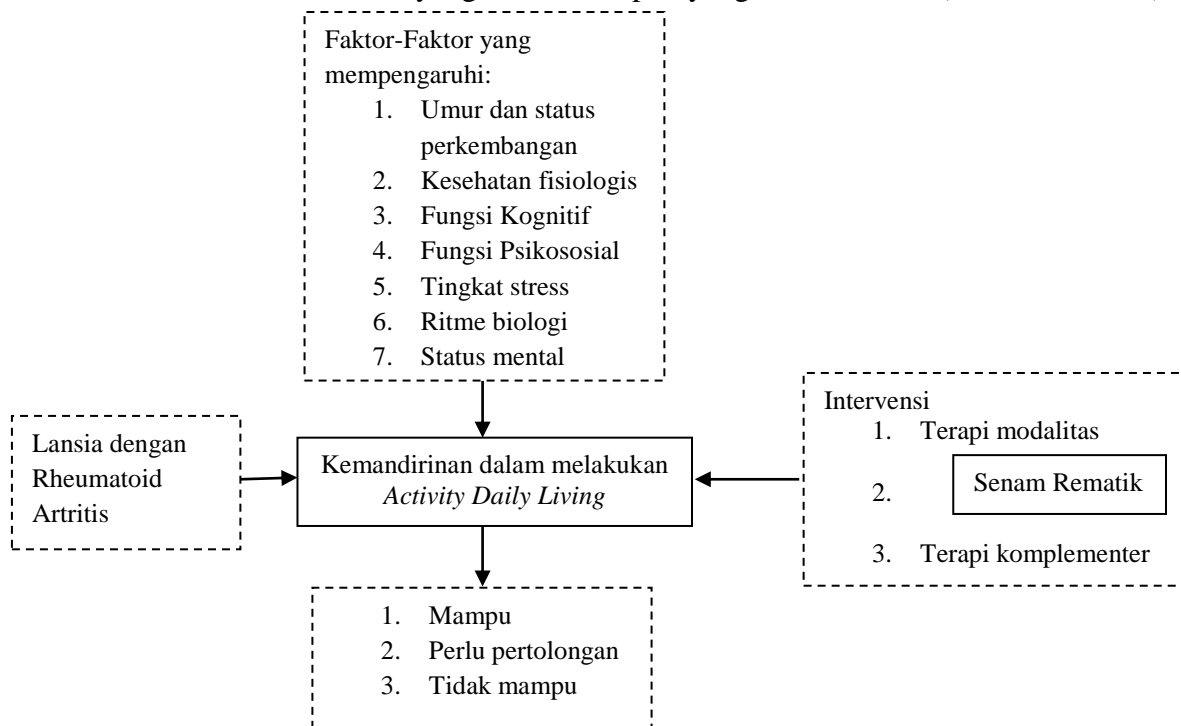 Faktor-Faktor yang
mempengaruhi:
1. Umur dan status
perkembangan
2. Kesehatan fisiologis
3. Fungsi Kognitif
4. Fungsi Psikososial
5. Tingkat stress
6. Ritme biologi
7. Status mental
Lansia dengan
Rheumatoid
Artritis
Kemandirinan dalam melakukan
Activity Daily Living
Intervensi
1. Terapi modalitas
2. Senam Rematik
3. Terapi komplementer
1. Mampu
2. Perlu pertolongan
3. Tidak mampu